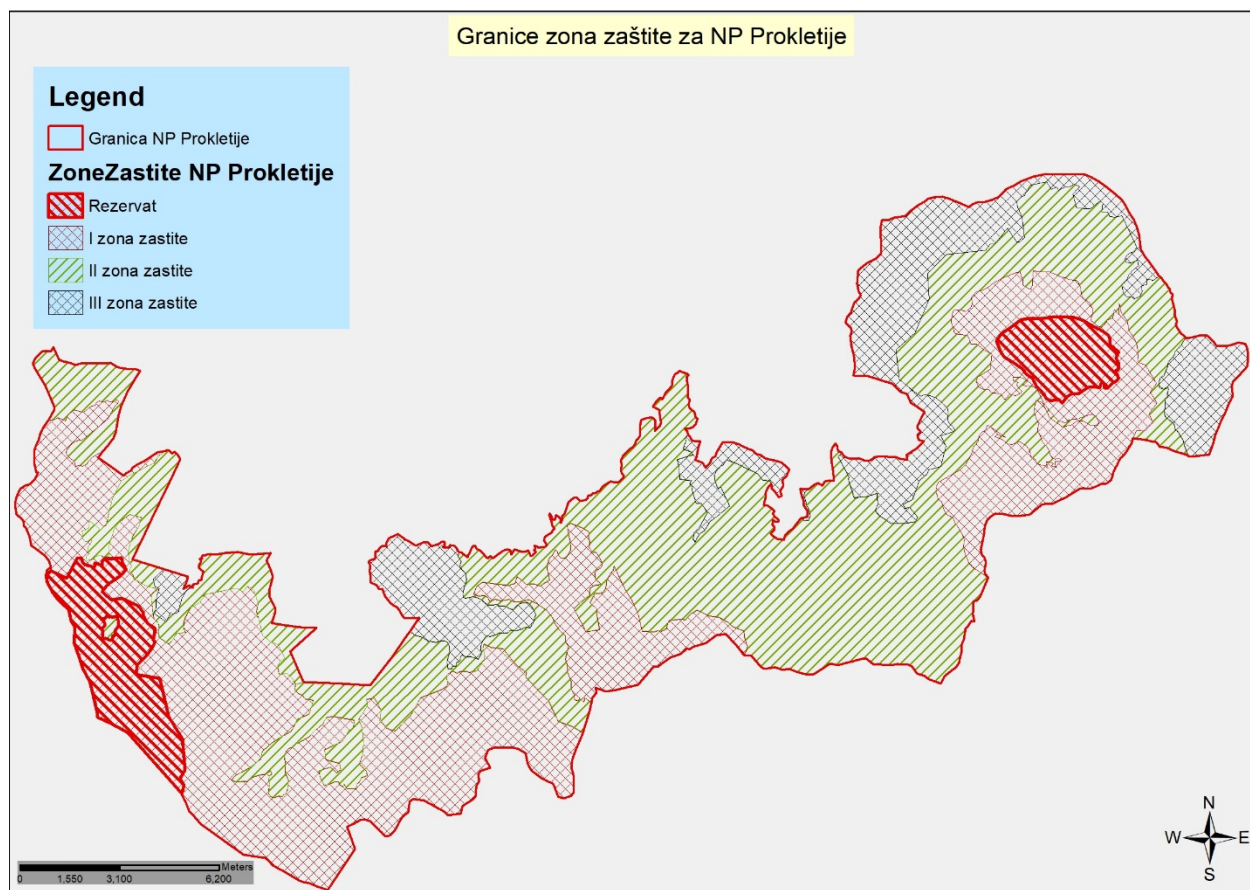 Granice zona zaštite za NP Prokletije
Legend
Granica NP Prokletije
ZoneZastite NP Prokletije
Rezervat
I zona zastite
II zona zastite
III zona zastite
N
W E
S
Meters
0 1,550 3,100 6,200